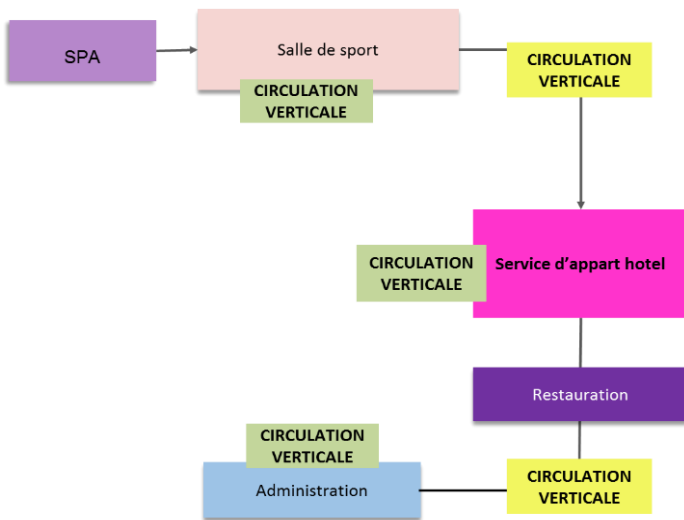 SPA
Salle de sport
CIRCULATION
VERTICALE
CIRCULATION
VERTICALE
CIRCULATION
VERTICALE
Service d'appart hotel
Restauration
CIRCULATION
VERTICALE
Administration
CIRCULATION
VERTICALE